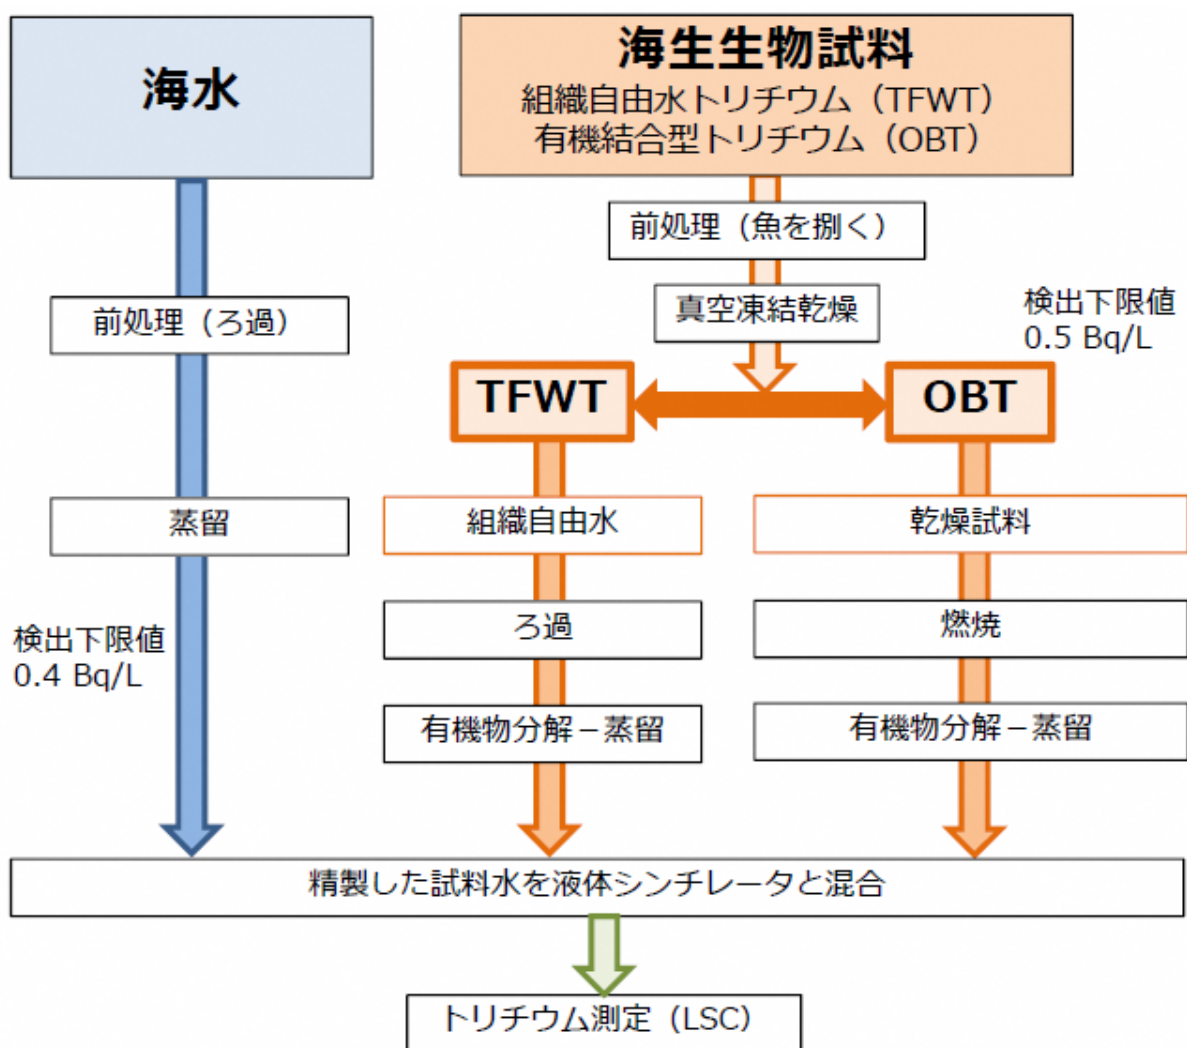 海水
前処理（ろ過）
蒸留
検出下限値
0.4 Bq/L
海生生物試料
組織自由水トリチウム（TFWT）
有機結合型トリチウム（OBT）
前処理（魚を捌く）
真空凍結乾燥
検出下限値
0.5 Bq/L
TFWT
組織自由水
ろ過
有機物分解－蒸留
OBT
乾燥試料
燃焼
有機物分解－蒸留
精製した試料水を液体シンチレータと混合
トリチウム測定（LSC）